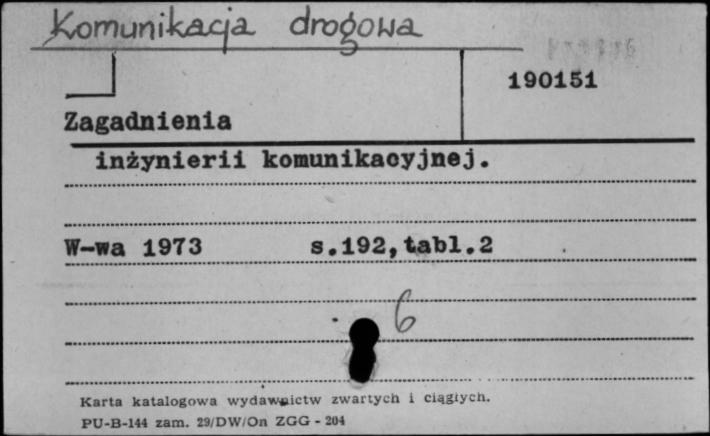 Komunikacja drogowa
190151
Zagadnienia
inżynierii komunikacyjnej.
W-wa 1973 s.192,tabl.2
6
Karta katalogowa wydawnictw zwartych i ciągłych.
PU-B-144 zam. 29/DW/On ZGG - 204